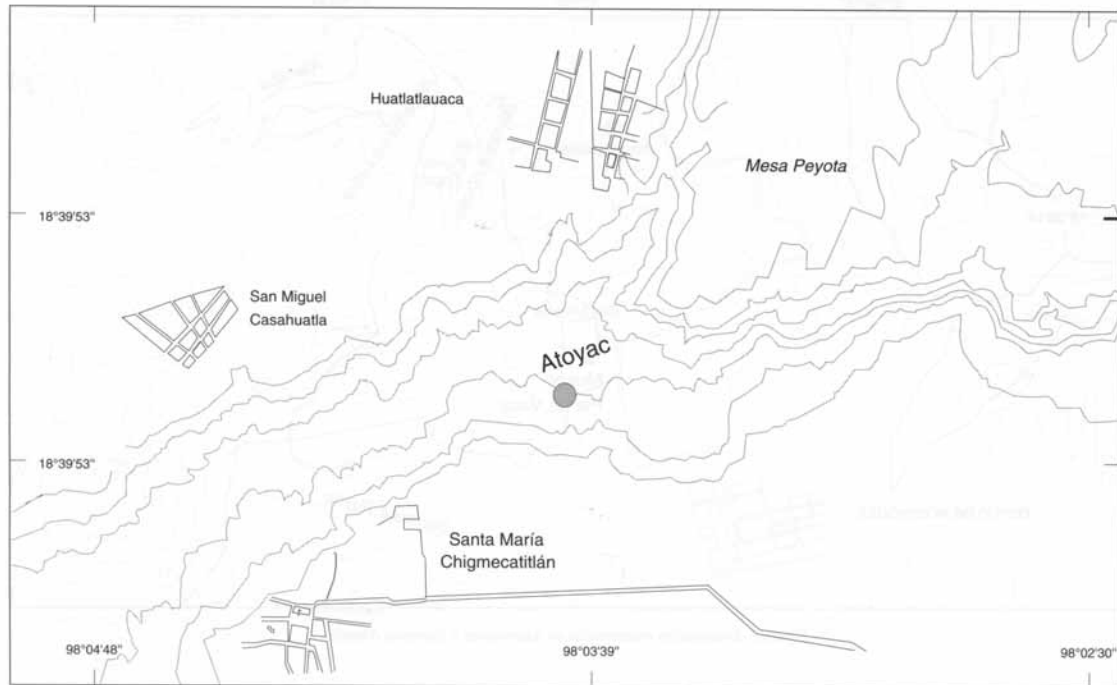 Huatlatlauaca
Mesa Peyota
18°39'53"
San Miguel
Casahuatla
Atoyac
18°39'53"
Santa María
Chigmecatitlán
98°04'48"
98°03'39"
98°02'30"